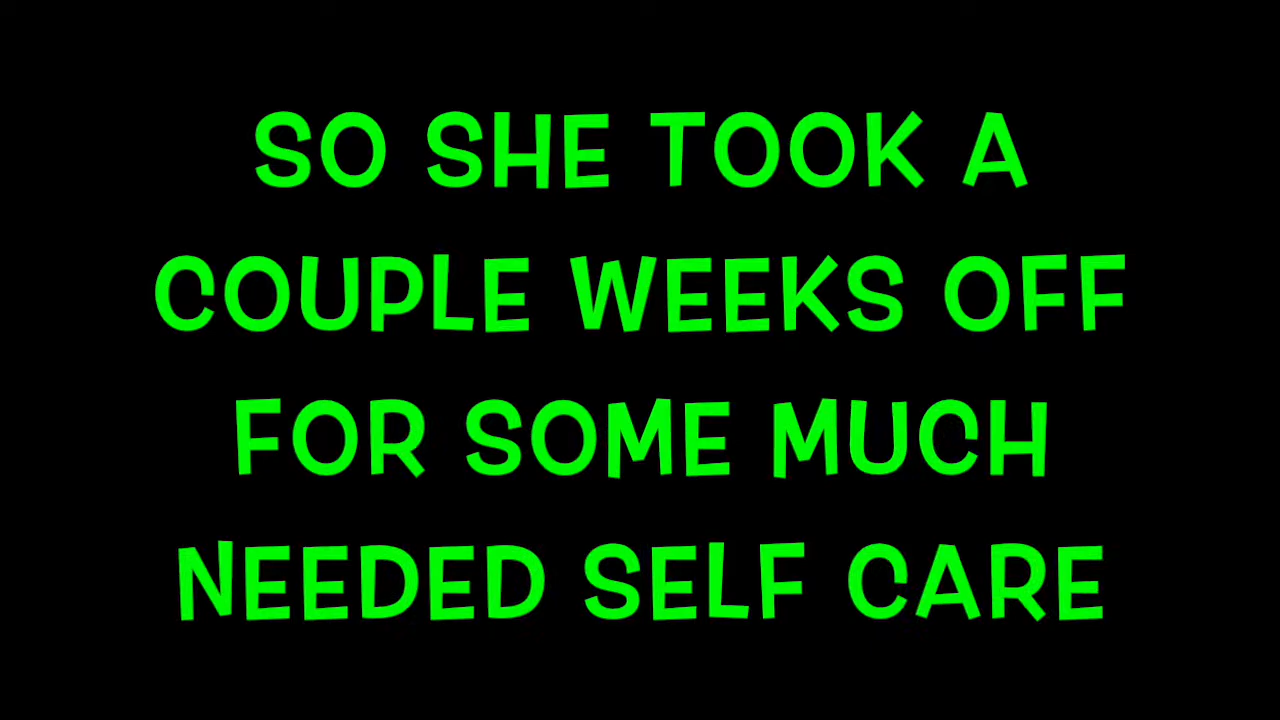 SO SHE TOOK A
COUPLE WEEKS OFF
FOR SOME MUCH
NEEDED SELF CARE